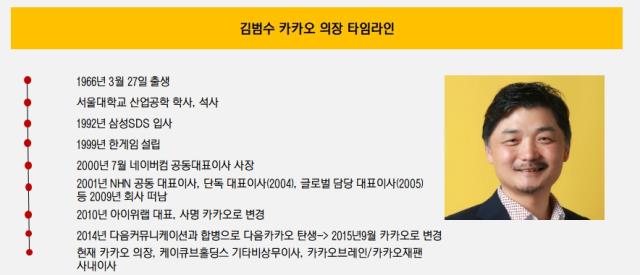 김범수 카카오 의장 타임라인
1966년 3월 27일 출생
서울대학교 산업공학 학사, 석사
1992년 삼성SDS 입사
1999년 한게임 설립
2000년 7월 네이버컴 공동대표이사 사장
2001년 NHN 공동 대표이사, 단독 대표이사(2004), 글로벌 담당 대표이사(2005)
등 2009년 회사 떠남
2010년 아이위랩 대표, 사명 카카오로 변경
2014년 다음커뮤니케이션과 합병으로 다음카카오 탄생-> 2015년9월 카카오로 변경
현재 카카오 의장, 케이큐브홀딩스 기타비상무이사, 카카오브레인/카카오재팬
사내이사